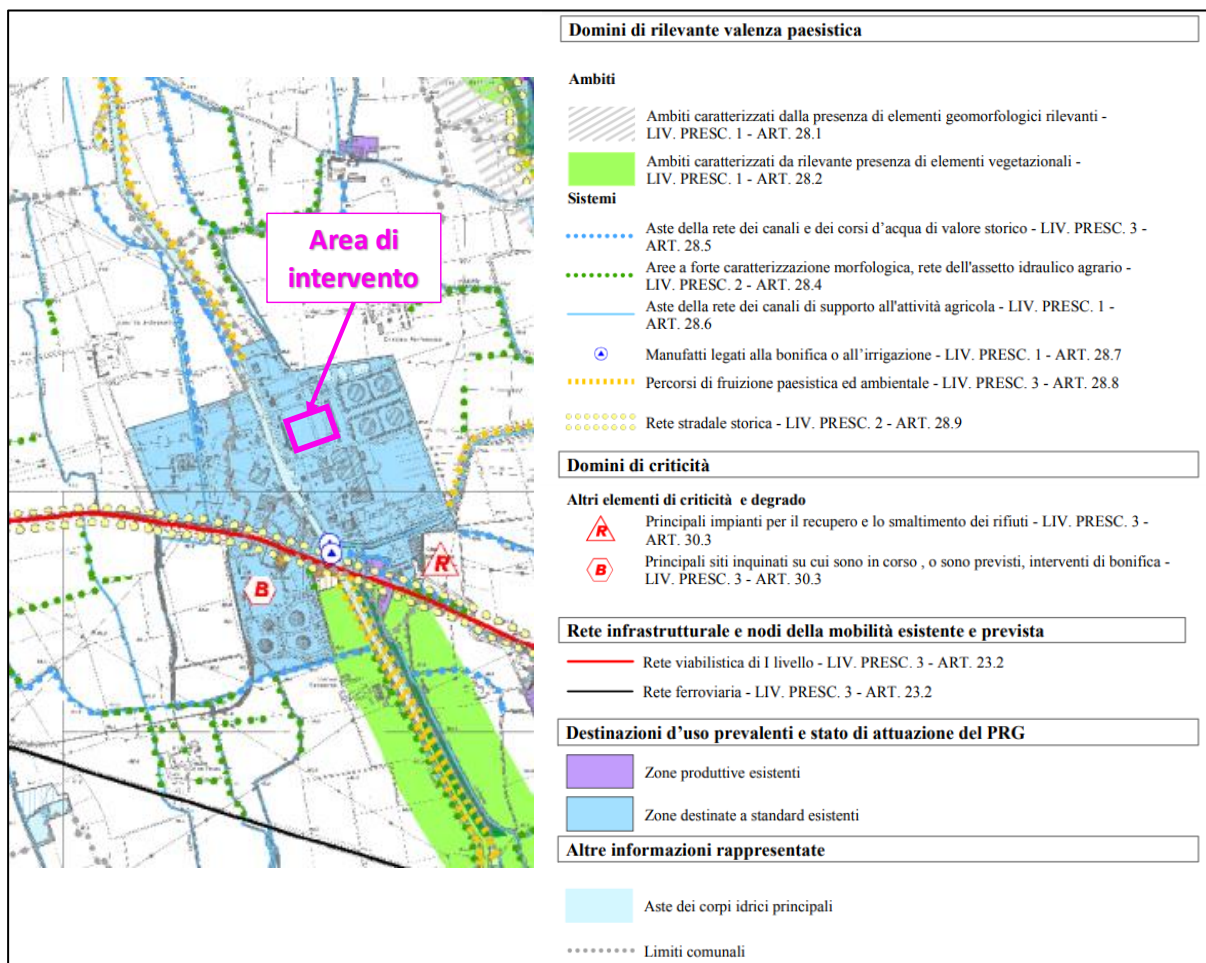 Area di
intervento
Domini di rilevante valenza paesistica
Ambiti
Ambiti caratterizzati dalla presenza di elementi geomorfologici rilevanti -
LIV. PRESC. 1 - ART. 28.1
Ambiti caratterizzati da rilevante presenza di elementi vegetazionali -
LIV. PRESC. 1 - ART. 28.2
Sistemi
Aste della rete dei canali e dei corsi d'acqua di valore storico - LIV. PRESC. 3 -
ART. 28.5
Aree a forte caratterizzazione morfologica, rete dell'assetto idraulico agrario -
LIV. PRESC. 2 - ART. 28.4
Aste della rete dei canali di supporto all'attività agricola - LIV. PRESC. 1 -
ART. 28.6
Manufatti legati alla bonifica o all'irrigazione - LIV. PRESC. 1 - ART. 28.7
Percorsi di fruizione paesistica ed ambientale - LIV. PRESC. 3 - ART. 28.8
Rete stradale storica - LIV. PRESC. 2 - ART. 28.9
Domini di criticità
Altri elementi di criticità e degrado
R
Principali impianti per il recupero e lo smaltimento dei rifiuti - LIV. PRESC. 3 -
ART. 30.3
B
Principali siti inquinati su cui sono in corso , o sono previsti, interventi di bonifica -
LIV. PRESC. 3 - ART. 30.3
Rete infrastrutturale e nodi della mobilità esistente e prevista
Rete viabilistica di I livello - LIV. PRESC. 3 - ART. 23.2
Rete ferroviaria - LIV. PRESC. 3 - ART. 23.2
Destinazioni d'uso prevalenti e stato di attuazione del PRG
Zone produttive esistenti
Zone destinate a standard esistenti
Altre informazioni rappresentate
Aste dei corpi idrici principali
Limiti comunali
R
B